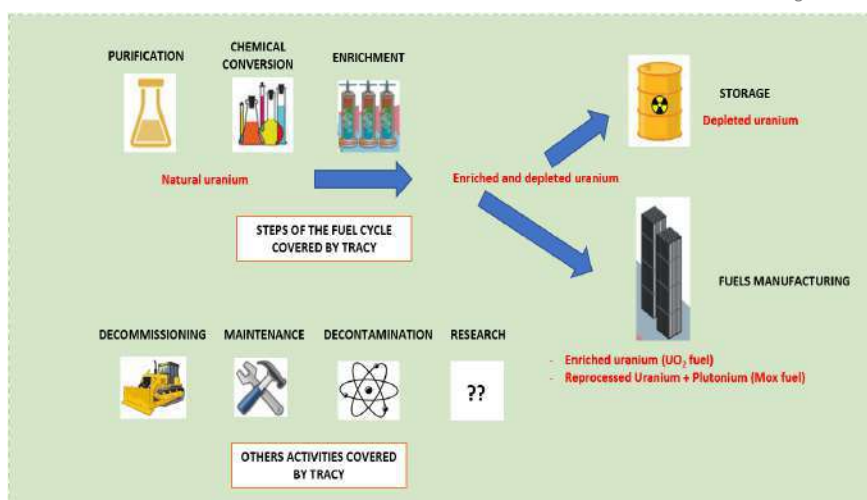 PURIFICATION
CHEMICAL
CONVERSION
ENRICHMENT
STORAGE
Depleted uranium
Natural uranium
Enriched and depleted uranium
STEPS OF THE FUEL CYCLE
COVERED BY TRACY
FUELS MANUFACTURING
DECOMMISSIONING
MAINTENANCE
DECONTAMINATION
RESEARCH
??
- Enriched uranium (UO₂ fuel)
- Reprocessed Uranium + Plutonium (Mox fuel)
OTHERS ACTIVITIES COVERED
BY TRACY